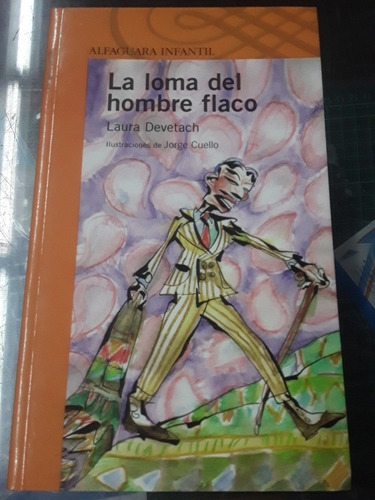 ALFAGUARA INFANTIL
La loma del
hombre flaco
Laura Devetach
Ilustraciones de Jorge Cuello